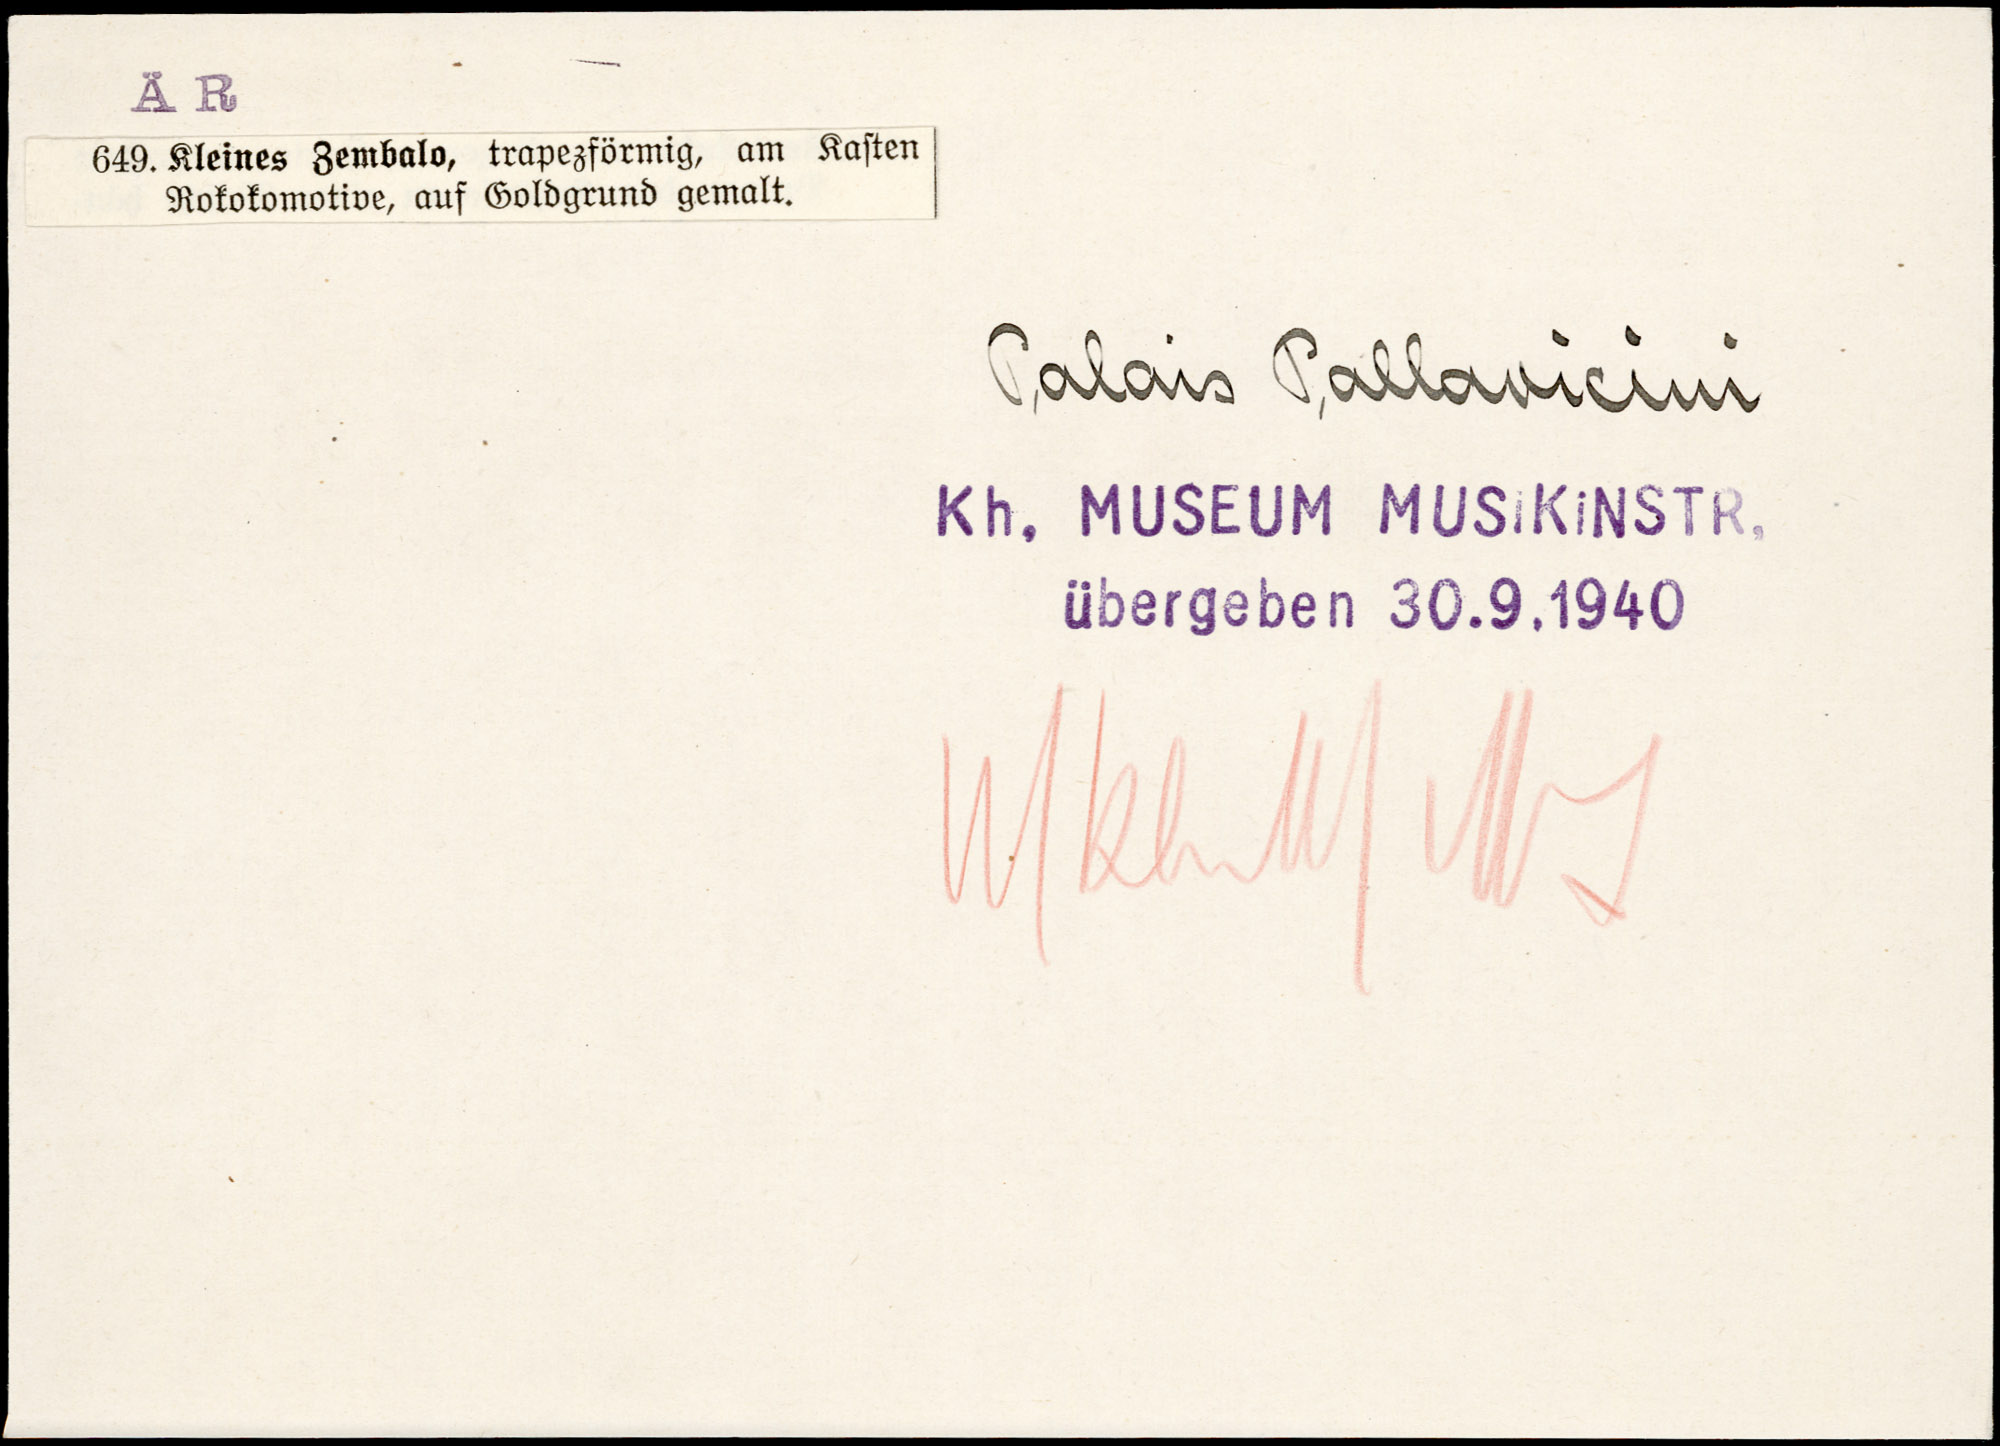 Ä R
649. Kleines Zembalo, trapezförmig, am Kasten
Rokokomotive, auf Goldgrund gemalt.
Palais Pallavicini
Kh. MUSEUM MUSiKiNSTR.
übergeben 30.9.1940